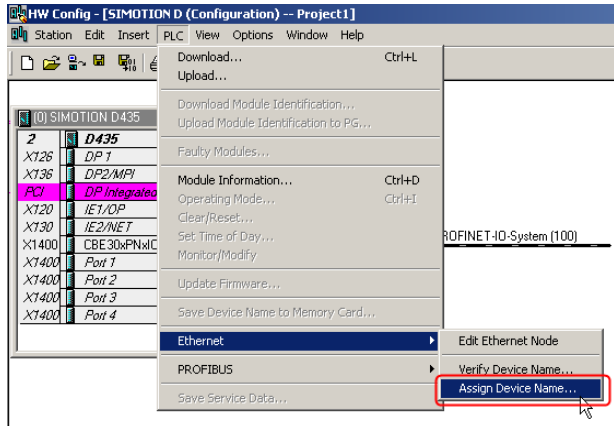 HW Config - [SIMOTION D (Configuration) -- Project1]
Station Edit Insert PLC View Options Window Help
Download... Ctrl+L
Upload...
Download Module Identification...
Upload Module Identification to PG...
Faulty Modules...
Module Information... Ctrl+D
Operating Mode... Ctrl+I
Clear/Reset...
Set Time of Day...
Monitor/Modify
Update Firmware...
Save Device Name to Memory Card...
Ethernet
PROFIBUS
Save Service Data...
Edit Ethernet Node
Verify Device Name...
Assign Device Name...
(0) SIMOTION D435
2 D435
X126 DP 1
X136 DP2/MPI
PCI DP Integrated
X120 IE1/OP
X130 IE2/NET
X1400 CBE30xPNxIO
X1400 Port 1
X1400 Port 2
X1400 Port 3
X1400 Port 4
ROFINET-IO-System (100)